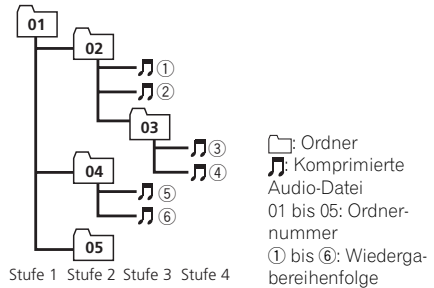 01
02
①
②
03
③
④
04
⑤
⑥
05
Stufe 1 Stufe 2 Stufe 3 Stufe 4
: Ordner
: Komprimierte
Audio-Datei
01 bis 05: Ordner-
nummer
① bis ⑥: Wiederga-
bereihenfolge